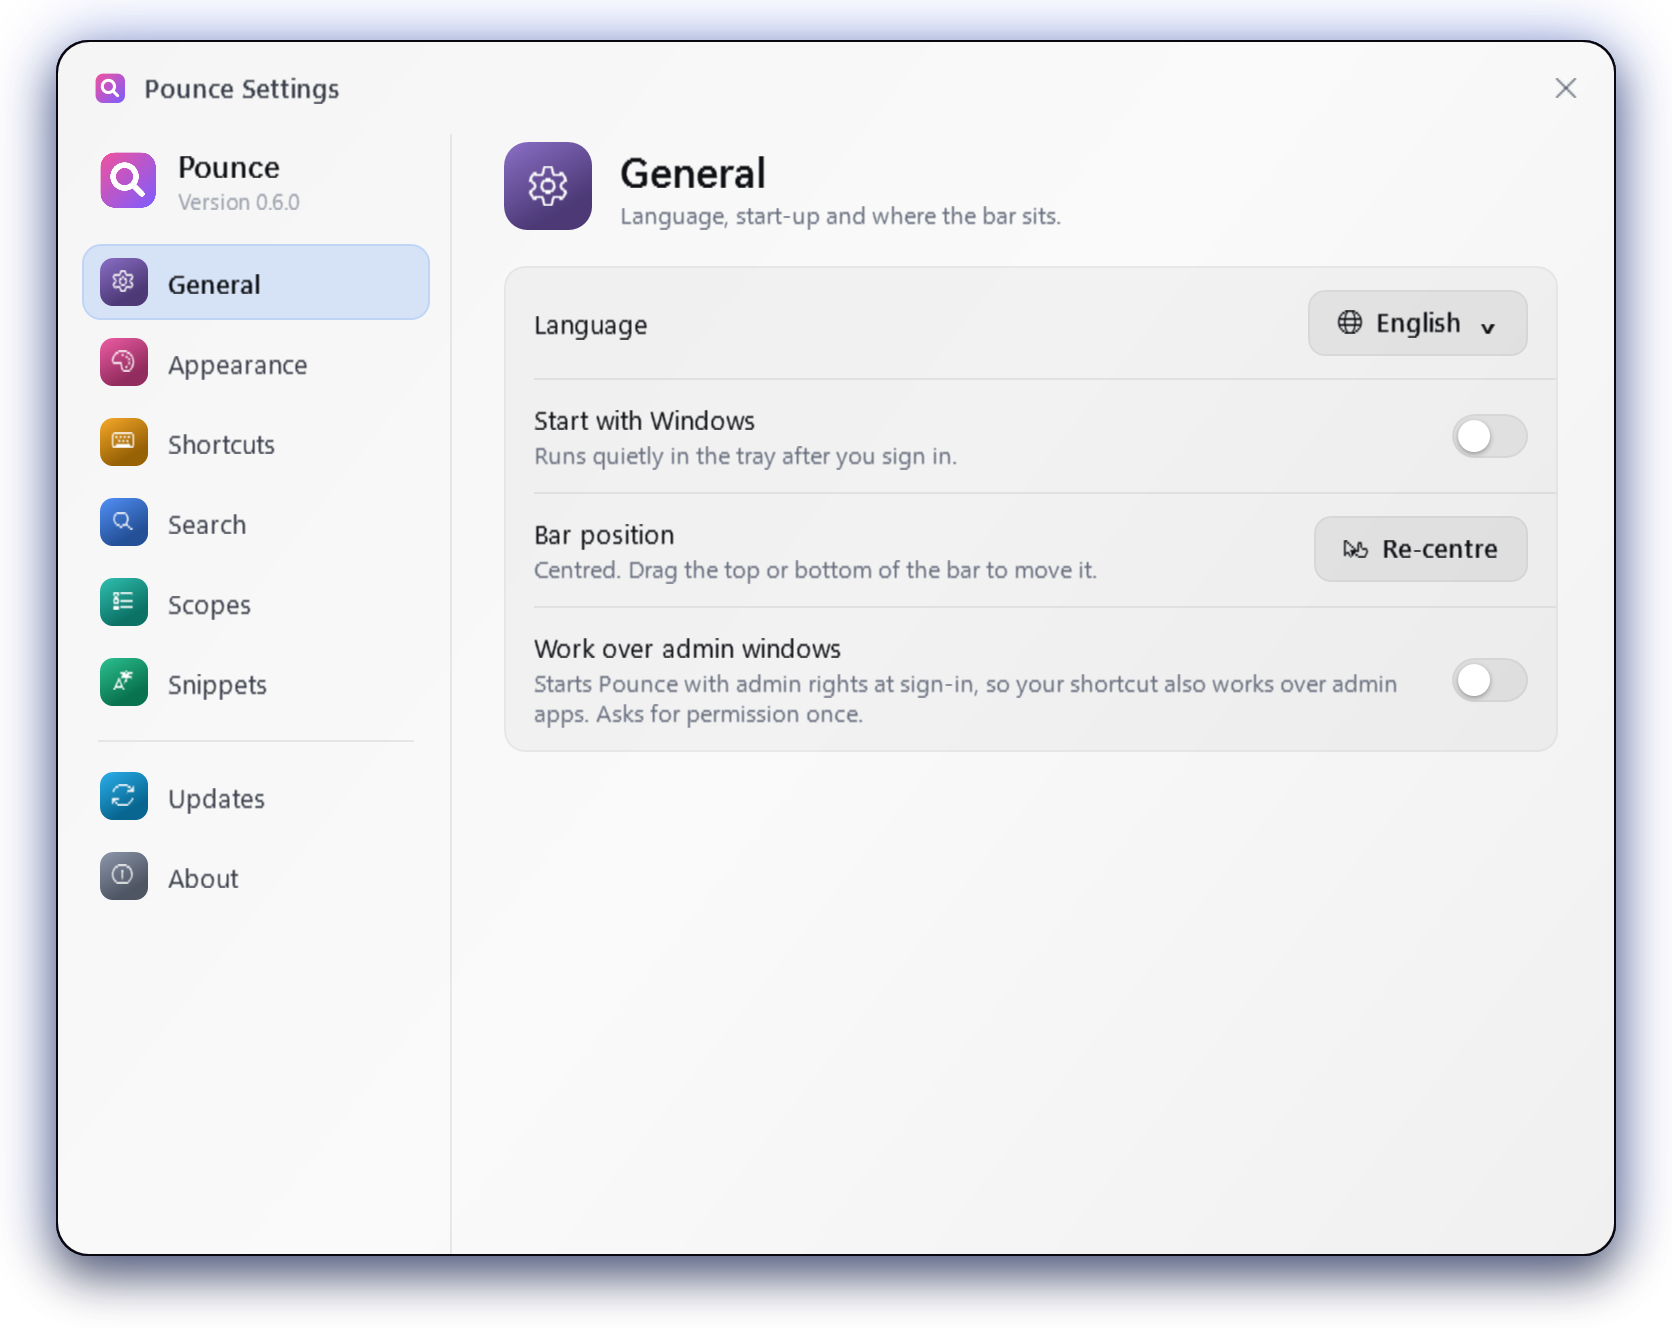 Pounce Settings
Pounce
Version 0.6.0
General
Appearance
Shortcuts
Search
Scopes
Snippets
Updates
About
General
Language, start-up and where the bar sits.
Language
English
Start with Windows
Runs quietly in the tray after you sign in.
Bar position
Centred. Drag the top or bottom of the bar to move it.
Re-centre
Work over admin windows
Starts Pounce with admin rights at sign-in, so your shortcut also works over admin
apps. Asks for permission once.